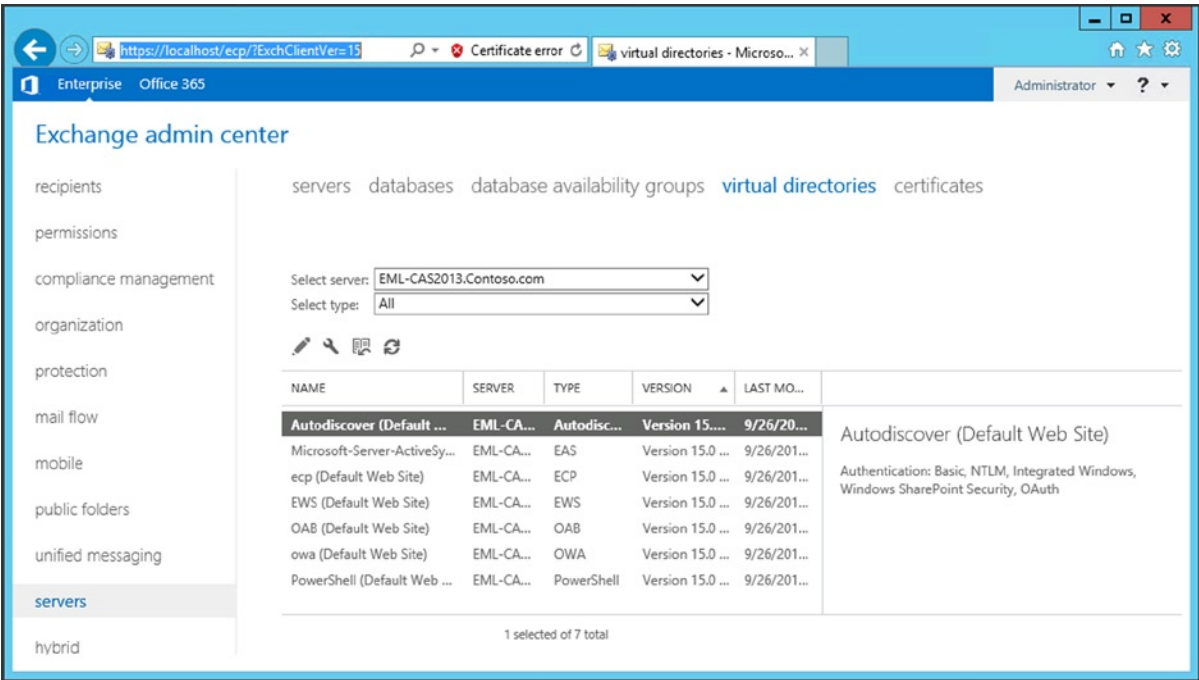 https://localhost/ecp/?ExchClientVer=15
Certificate error
virtual directories - Microso...
Enterprise Office 365
Administrator ?
Exchange admin center
recipients
permissions
compliance management
organization
protection
mail flow
mobile
public folders
unified messaging
servers
hybrid
servers databases database availability groups virtual directories certificates
Select server: EML-CAS2013.Contoso.com
Select type: All
NAME SERVER TYPE VERSION LAST MO...
Autodiscover (Default ... EML-CA... Autodisc... Version 15.... 9/26/20...
Microsoft-Server-ActiveSy... EML-CA... EAS Version 15.0 ... 9/26/201...
ecp (Default Web Site) EML-CA... ECP Version 15.0 ... 9/26/201...
EWS (Default Web Site) EML-CA... EWS Version 15.0 ... 9/26/201...
OAB (Default Web Site) EML-CA... OAB Version 15.0 ... 9/26/201...
owa (Default Web Site) EML-CA... OWA Version 15.0 ... 9/26/201...
PowerShell (Default Web ... EML-CA... PowerShell Version 15.0 ... 9/26/201...
1 selected of 7 total
Autodiscover (Default Web Site)
Authentication: Basic, NTLM, Integrated Windows,
Windows SharePoint Security, OAuth